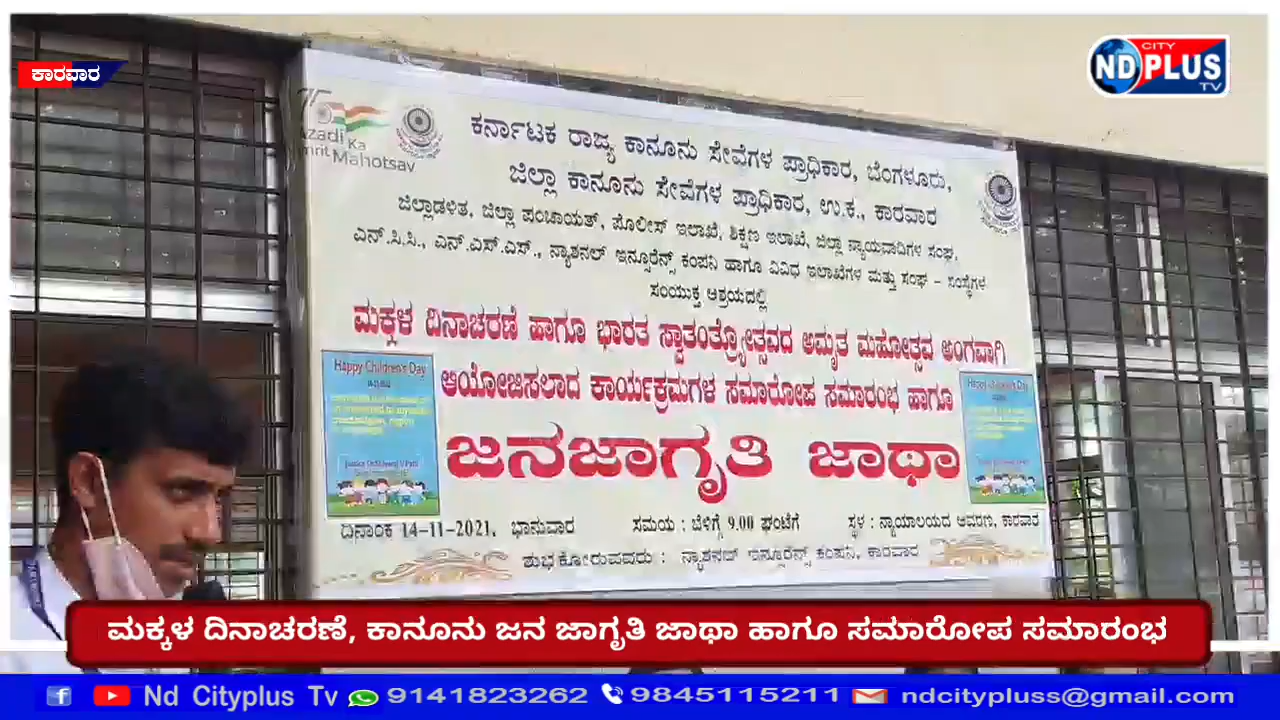 ಕಾರವಾರ
CITY
ND PLUS
TV
75
Azadi Ka
Amrit Mahotsav
ಕರ್ನಾಟಕ ರಾಜ್ಯ ಕಾನೂನು ಸೇವೆಗಳ ಪ್ರಾಧಿಕಾರ, ಬೆಂಗಳೂರು,
ಜಿಲ್ಲಾ ಕಾನೂನು ಸೇವೆಗಳ ಪ್ರಾಧಿಕಾರ, ಉ.ಕ., ಕಾರವಾರ
ಜಿಲ್ಲಾಡಳಿತ, ಜಿಲ್ಲಾ ಪಂಚಾಯತ್, ಪೊಲೀಸ್ ಇಲಾಖೆ, ಶಿಕ್ಷಣ ಇಲಾಖೆ, ಜಿಲ್ಲಾ ನ್ಯಾಯವಾದಿಗಳ ಸಂಘ,
ಎನ್.ಸಿ.ಸಿ., ಎನ್.ಎಸ್.ಎಸ್., ನ್ಯಾಶನಲ್ ಇನ್ಸೂರೆನ್ಸ್ ಕಂಪನಿ ಹಾಗೂ ವಿವಿಧ ಇಲಾಖೆಗಳ ಮತ್ತು ಸಂಘ - ಸಂಸ್ಥೆಗಳ
ಸಂಯುಕ್ತ ಆಶ್ರಯದಲ್ಲಿ
ಮಕ್ಕಳ ದಿನಾಚರಣೆ ಹಾಗೂ ಭಾರತ ಸ್ವಾತಂತ್ರ್ಯೋತ್ಸವದ ಅಮೃತ ಮಹೋತ್ಸವ ಅಂಗವಾಗಿ
ಆಯೋಜಿಸಲಾದ ಕಾರ್ಯಕ್ರಮಗಳ ಸಮಾರೋಪ ಸಮಾರಂಭ ಹಾಗೂ
ಜನಜಾಗೃತಿ ಜಾಥಾ
Happy Children's Day
Happy Children's Day
ದಿನಾಂಕ 14-11-2021, ಭಾನುವಾರ ಸಮಯ : ಬೆಳಿಗ್ಗೆ 9.00 ಘಂಟೆಗೆ ಸ್ಥಳ : ನ್ಯಾಯಾಲಯದ ಆವರಣ, ಕಾರವಾರ
ಶುಭ ಕೋರುವವರು : ನ್ಯಾಶನಲ್ ಇನ್ಸೂರೆನ್ಸ್ ಕಂಪನಿ, ಕಾರವಾರ
ಮಕ್ಕಳ ದಿನಾಚರಣೆ, ಕಾನೂನು ಜನ ಜಾಗೃತಿ ಜಾಥಾ ಹಾಗೂ ಸಮಾರೋಪ ಸಮಾರಂಭ
Nd Cityplus Tv 9141823262 9845115211 ndcitypluss@gmail.com